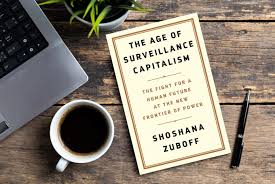 THE AGE OF
SURVEILLANCE
CAPITALISM
THE FIGHT FOR A
HUMAN FUTURE
AT THE NEW
FRONTIER OF POWER
SHOSHANA
ZUBOFF